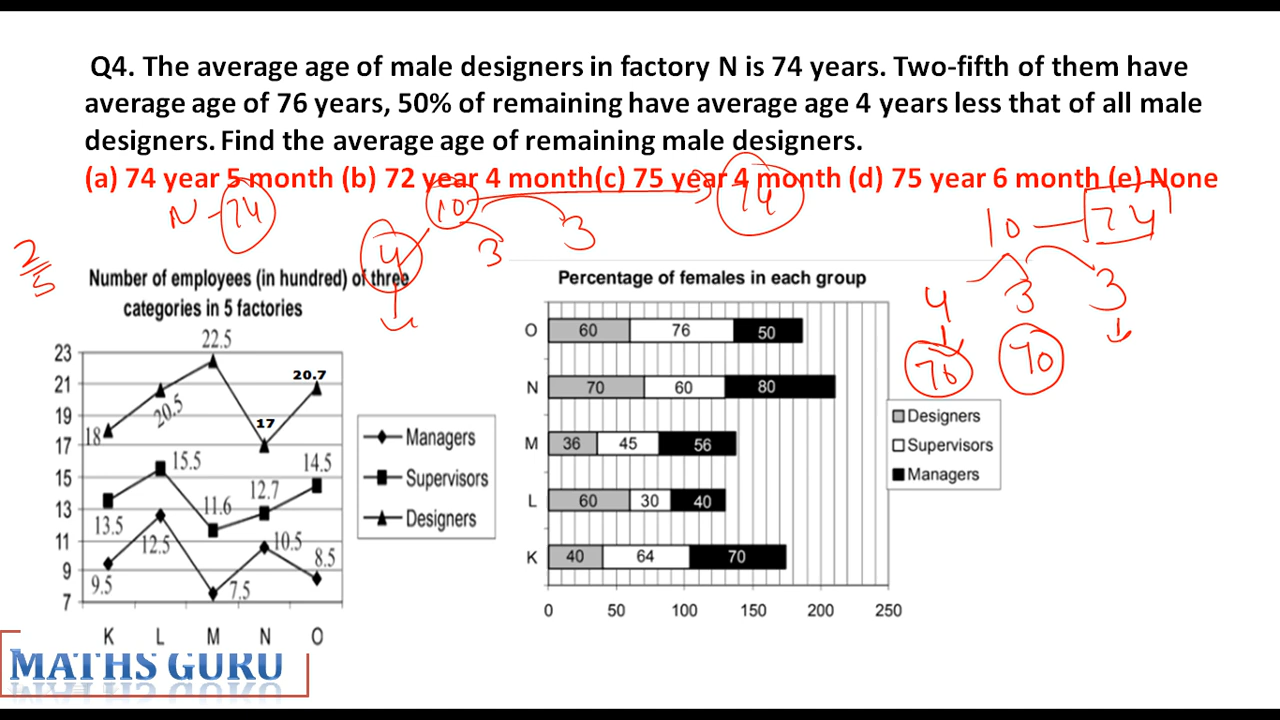 Q4. The average age of male designers in factory N is 74 years. Two-fifth of them have
average age of 76 years, 50% of remaining have average age 4 years less that of all male
designers. Find the average age of remaining male designers.
(a) 74 year 5 month (b) 72 year 4 month(c) 75 year 4 month (d) 75 year 6 month (e) None
N - 74
10
74
10 - 74
4
3
3
2/5
4
3
3
76
70
Number of employees (in hundred) of three
categories in 5 factories
23
21
19
17
15
13
11
9
7
18
20.5
22.5
17
20.7
13.5
15.5
11.6
12.7
14.5
9.5
12.5
7.5
10.5
8.5
K L M N O
Managers
Supervisors
Designers
Percentage of females in each group
O 60 76 50
N 70 60 80
M 36 45 56
L 60 30 40
K 40 64 70
0 50 100 150 200 250
Designers
Supervisors
Managers
MATHS GURU